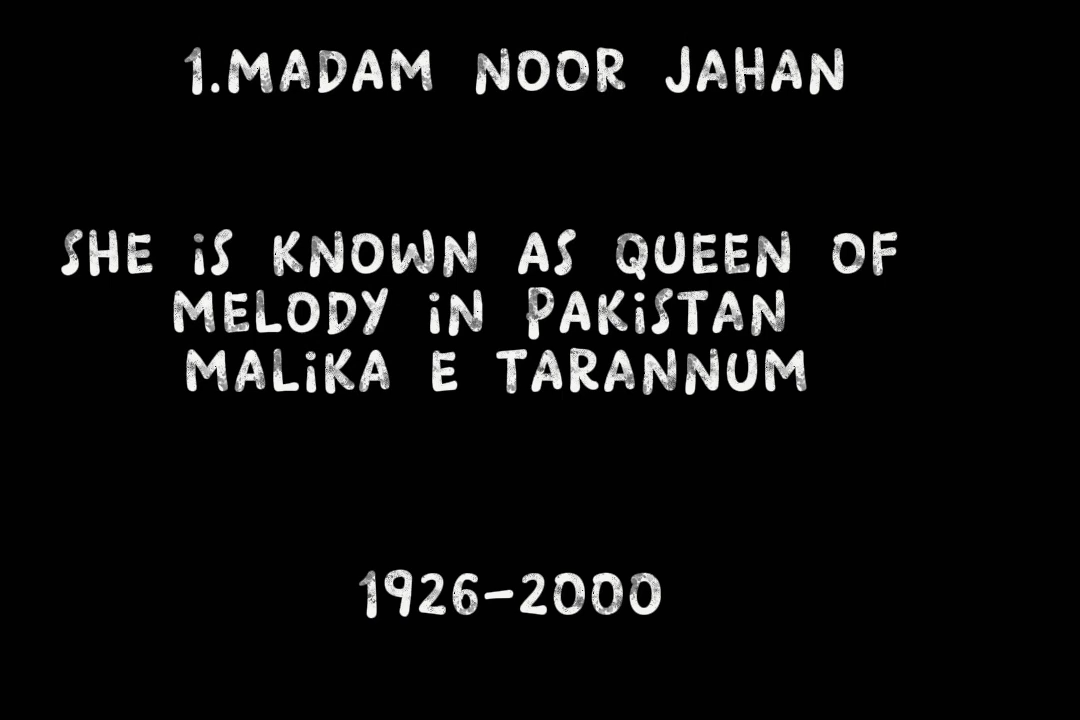 1.MADAM NOOR JAHAN
SHE iS KNOWN AS QUEEN OF
MELODY iN PAKiSTAN
MALiKA E TARANNUM
1926-2000